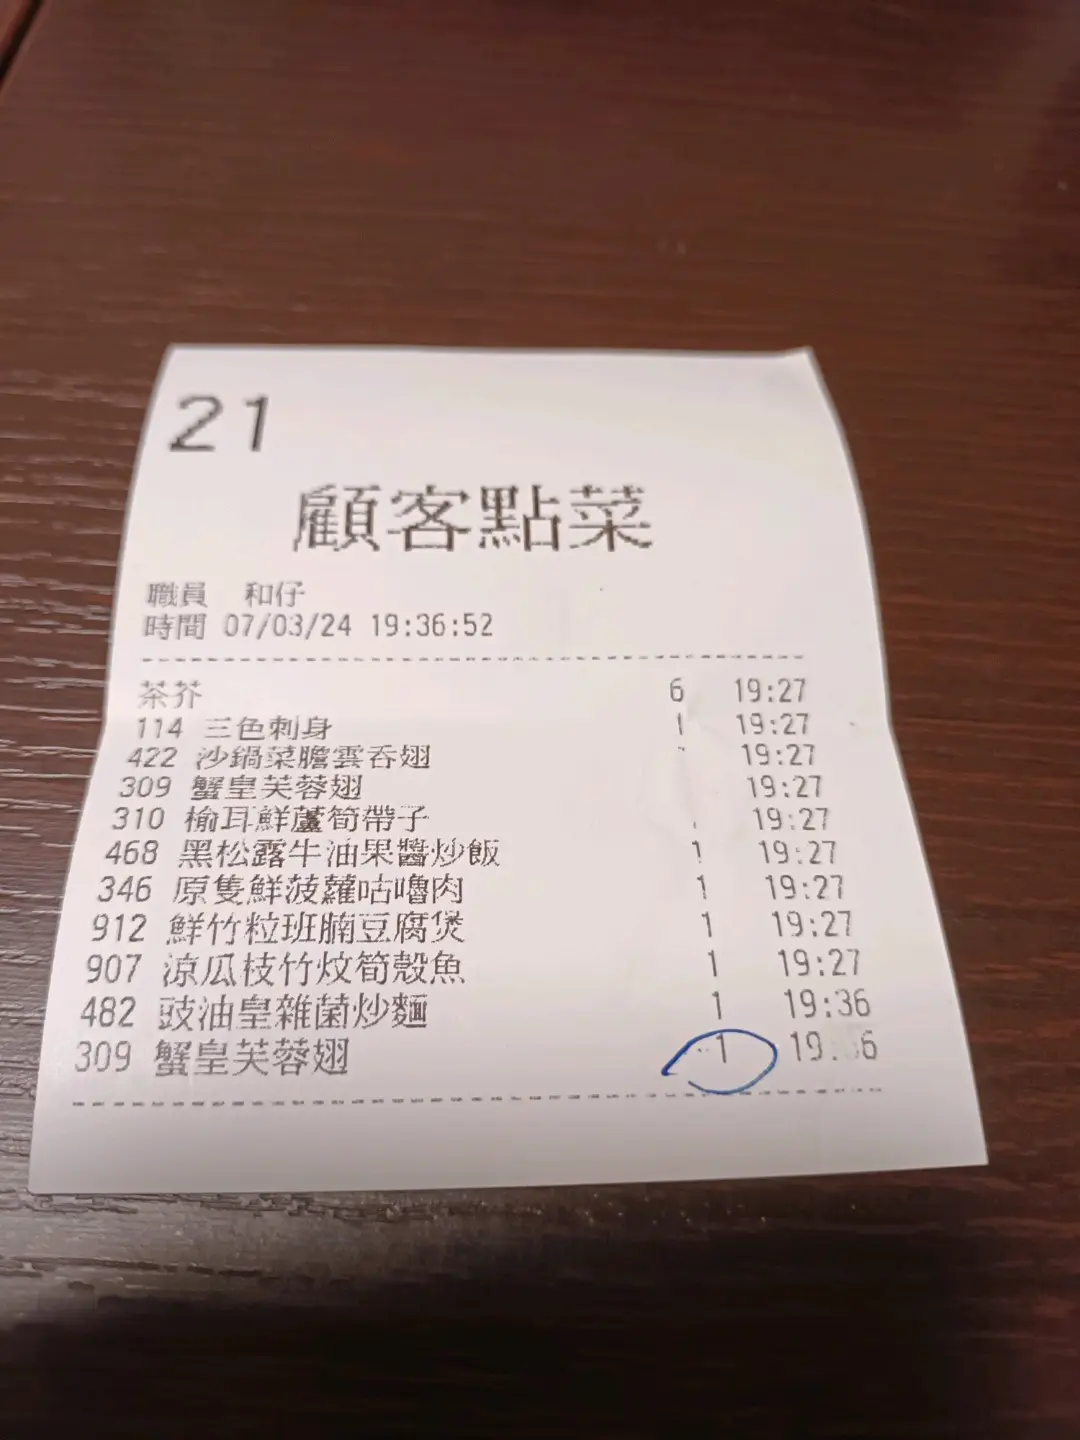 21
顧客點菜
職員 和仔
時間 07/03/24 19:36:52
茶芥 6 19:27
114 三色刺身 1 19:27
422 沙鍋菜膽雲吞翅 19:27
309 蟹皇芙蓉翅 19:27
310 榆耳鮮蘆筍帶子 19:27
468 黑松露牛油果醬炒飯 1 19:27
346 原隻鮮菠蘿咕嚕肉 1 19:27
912 鮮竹粒班腩豆腐煲 1 19:27
907 涼瓜枝竹炆筍殼魚 1 19:27
482 豉油皇雜菌炒麵 1 19:36
309 蟹皇芙蓉翅 1